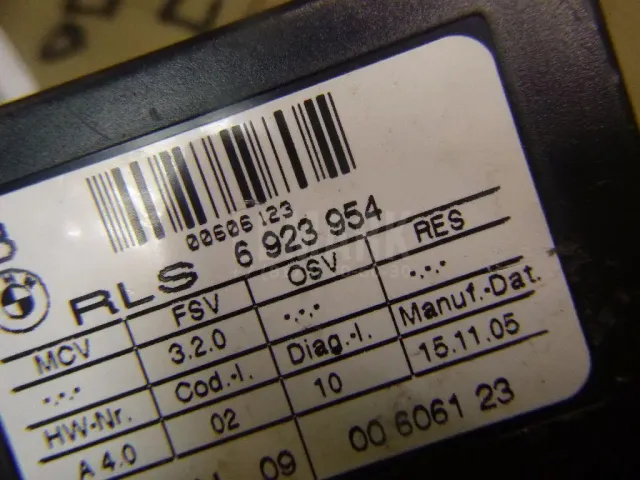 00606123
RLS 6 923 954
MCV FSV OSV RES
-.-.- 3.2.0 -.-.- -.-.-
HW-Nr. Cod.-I. Diag.-I. Manuf.-Dat.
A 4.0 02 10 15.11.05
09 00 6061 23